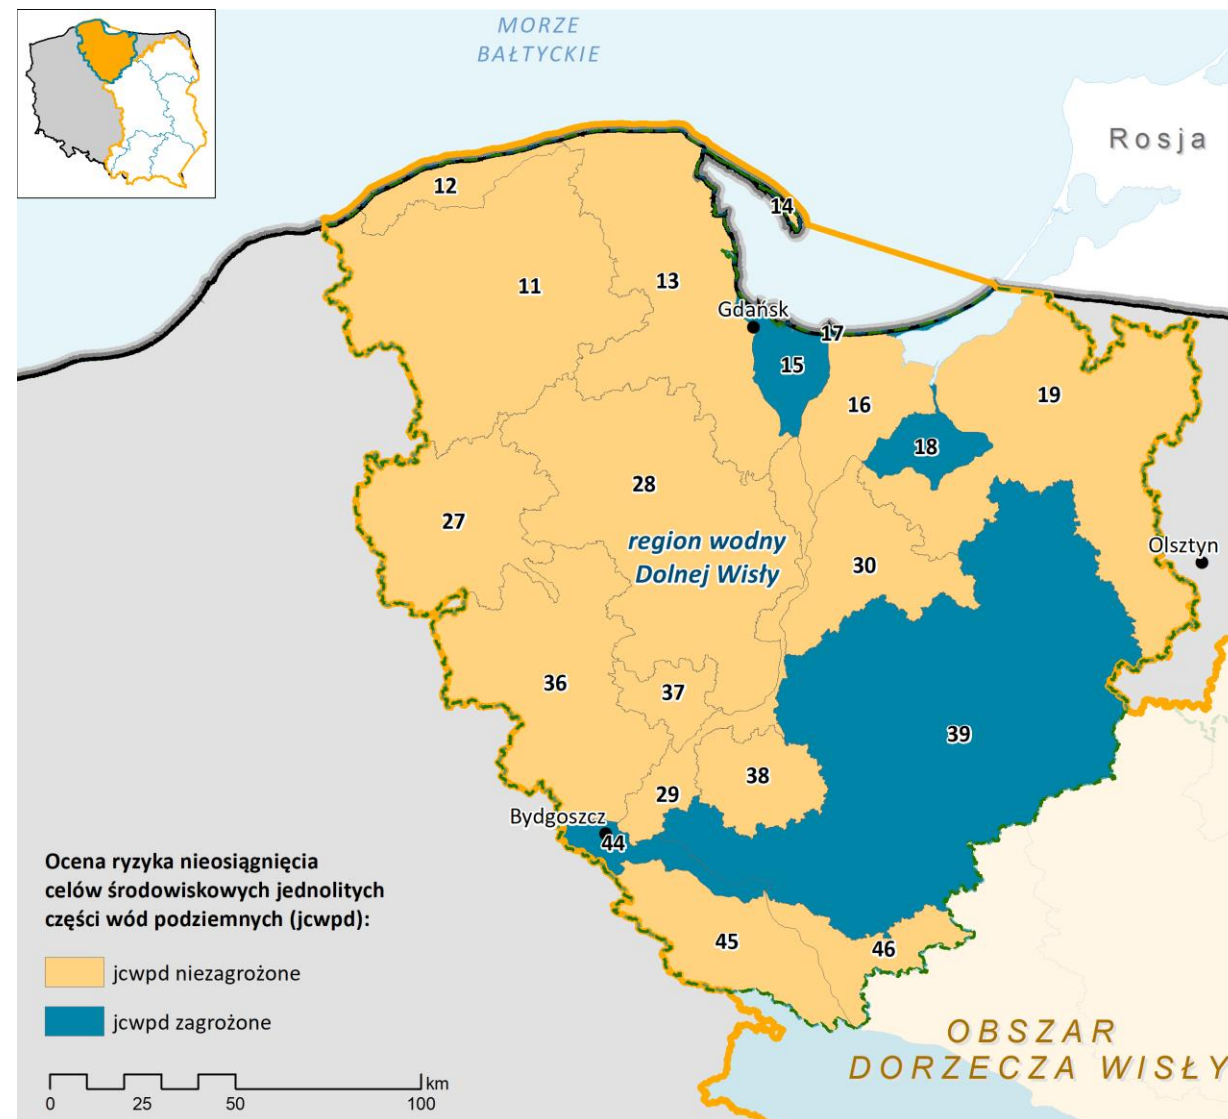 MORZE
BAŁTYCKIE
Rosja
12
14
11
13
Gdańsk
17
15
16
19
18
28
27
region wodny
Dolnej Wisły
Olsztyn
30
36
37
39
38
29
Bydgoszcz
44
45
46
Ocena ryzyka nieosiągnięcia
celów środowiskowych jednolitych
części wód podziemnych (jcwpd):
jcwpd niezagrożone
jcwpd zagrożone
km
0 25 50 100
OBSZAR
DORZECZA WISŁY